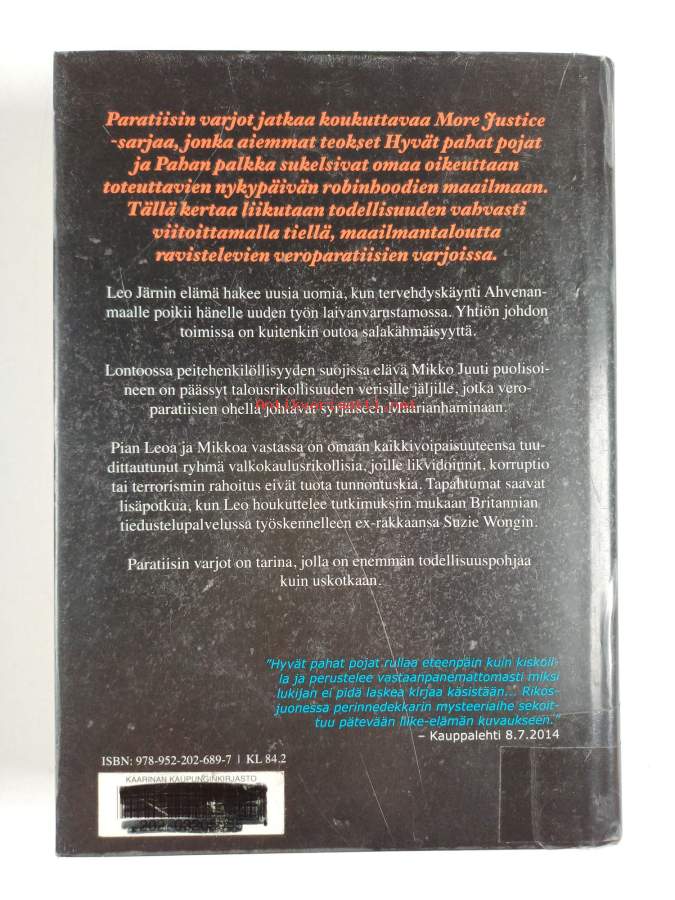 Paratiisin varjot jatkaa koukuttavaa More Justice
-sarjaa, jonka aiemmat teokset Hyvät pahat pojat
ja Pahan palkka sukelsivat omaa oikeuttaan
toteuttavien nykypäivän robinhoodien maailmaan.
Tällä kertaa liikutaan todellisuuden vahvasti
viitoittamalla tiellä, maailmantaloutta
ravistelevien veroparatiisien varjoissa.
Leo Järnin elämä hakee uusia uomia, kun tervehdyskäynti Ahvenan-
maalle poikii hänelle uuden työn laivanvarustamossa. Yhtiön johdon
toimissa on kuitenkin outoa salakähmäisyyttä.
Lontoossa peitehenkilöllisyyden suojissa elävä Mikko Juuti puolisoi-
neen on päässyt talousrikollisuuden verisille jäljille, jotka vero-
paratiisien ohella johtavat syrjäiseen Maarianhaminaan.
Pian Leoa ja Mikkoa vastassa on omaan kaikkivoipaisuuteensa tuu-
dittautunut ryhmä valkokaulusrikollisia, joille likvidoinnit, korruptio
tai terrorismin rahoitus eivät tuota tunnontuskia. Tapahtumat saavat
lisäpotkua, kun Leo houkuttelee tutkimuksiin mukaan Britannian
tiedustelupalvelussa työskennelleen ex-rakkaansa Suzie Wongin.
Paratiisin varjot on tarina, jolla on enemmän todellisuuspohjaa
kuin uskotkaan.
"Hyvät pahat pojat rullaa eteenpäin kuin kiskoil-
la ja perustelee vastaanpanemattomasti miksi
lukijan ei pidä laskea kirjaa käsistään... Rikos-
juonessa perinnedekkarin mysteeriaihe sekoit-
tuu pätevään liike-elämän kuvaukseen."
– Kauppalehti 8.7.2014
ISBN: 978-952-202-689-7 | KL 84.2
KAARINAN KAUPUNGINKIRJASTO